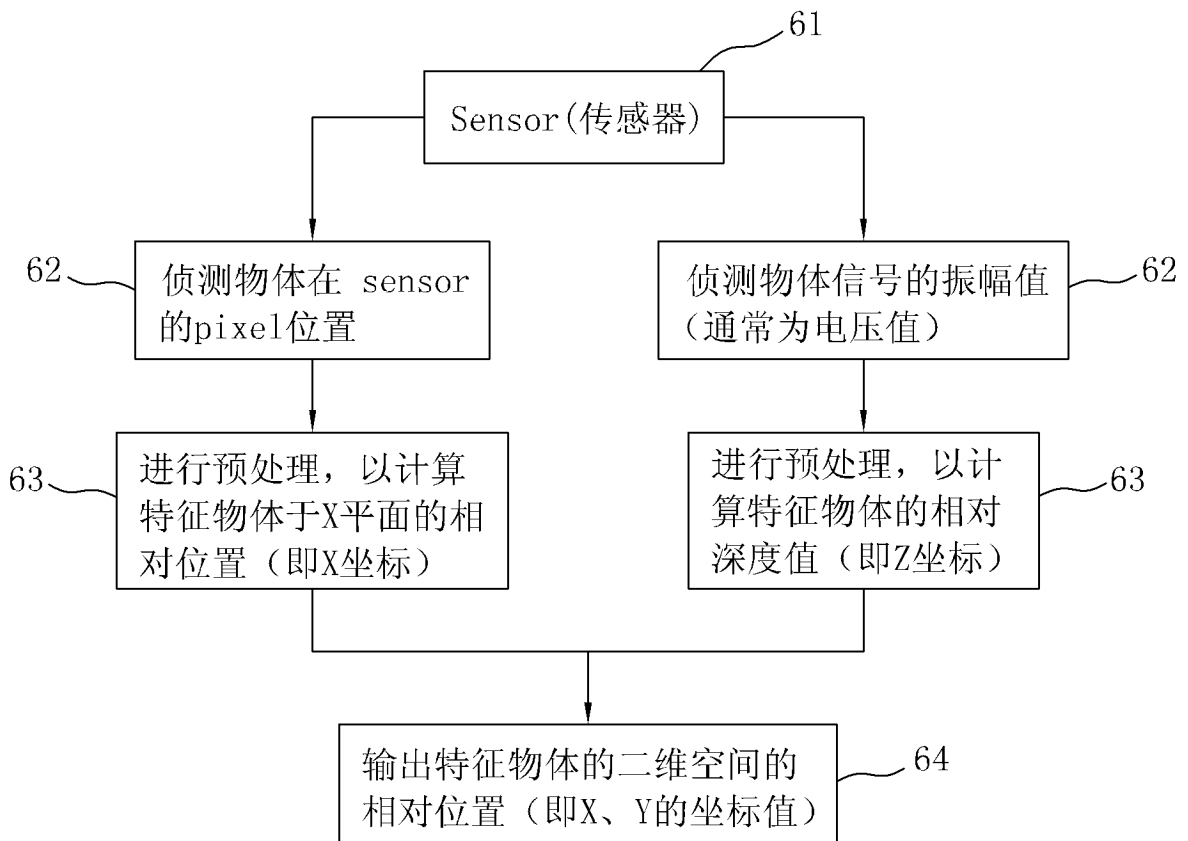 61
Sensor(传感器)
62
侦测物体在 sensor
的pixel位置
侦测物体信号的振幅值
（通常为电压值）
62
63
进行预处理，以计算
特征物体于X平面的相
对位置（即X坐标）
进行预处理，以计
算特征物体的相对
深度值（即Z坐标）
63
输出特征物体的二维空间的
相对位置（即X、Y的坐标值）
64